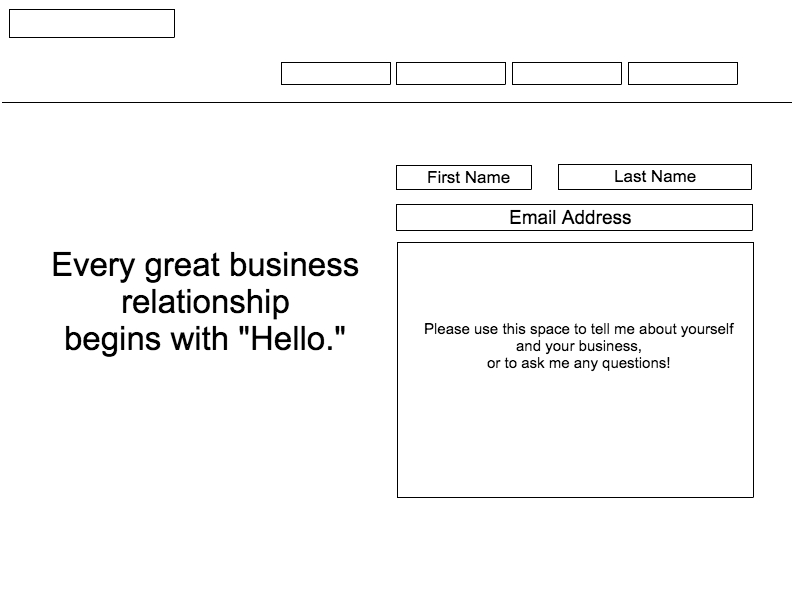 First Name
Last Name
Email Address
Every great business
relationship
begins with "Hello."
Please use this space to tell me about yourself
and your business,
or to ask me any questions!